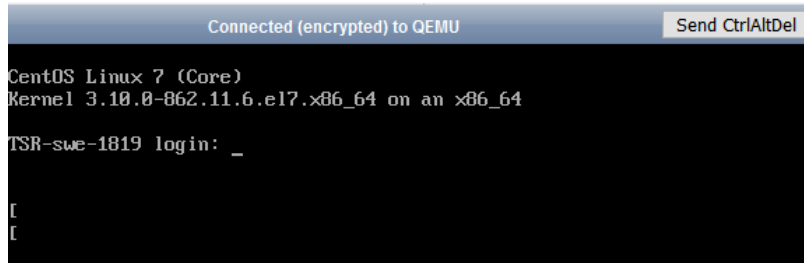 Connected (encrypted) to QEMU
Send CtrlAltDel
CentOS Linux 7 (Core)
Kernel 3.10.0-862.11.6.el7.x86_64 on an x86_64
TSR-swe-1819 login: _
[
[